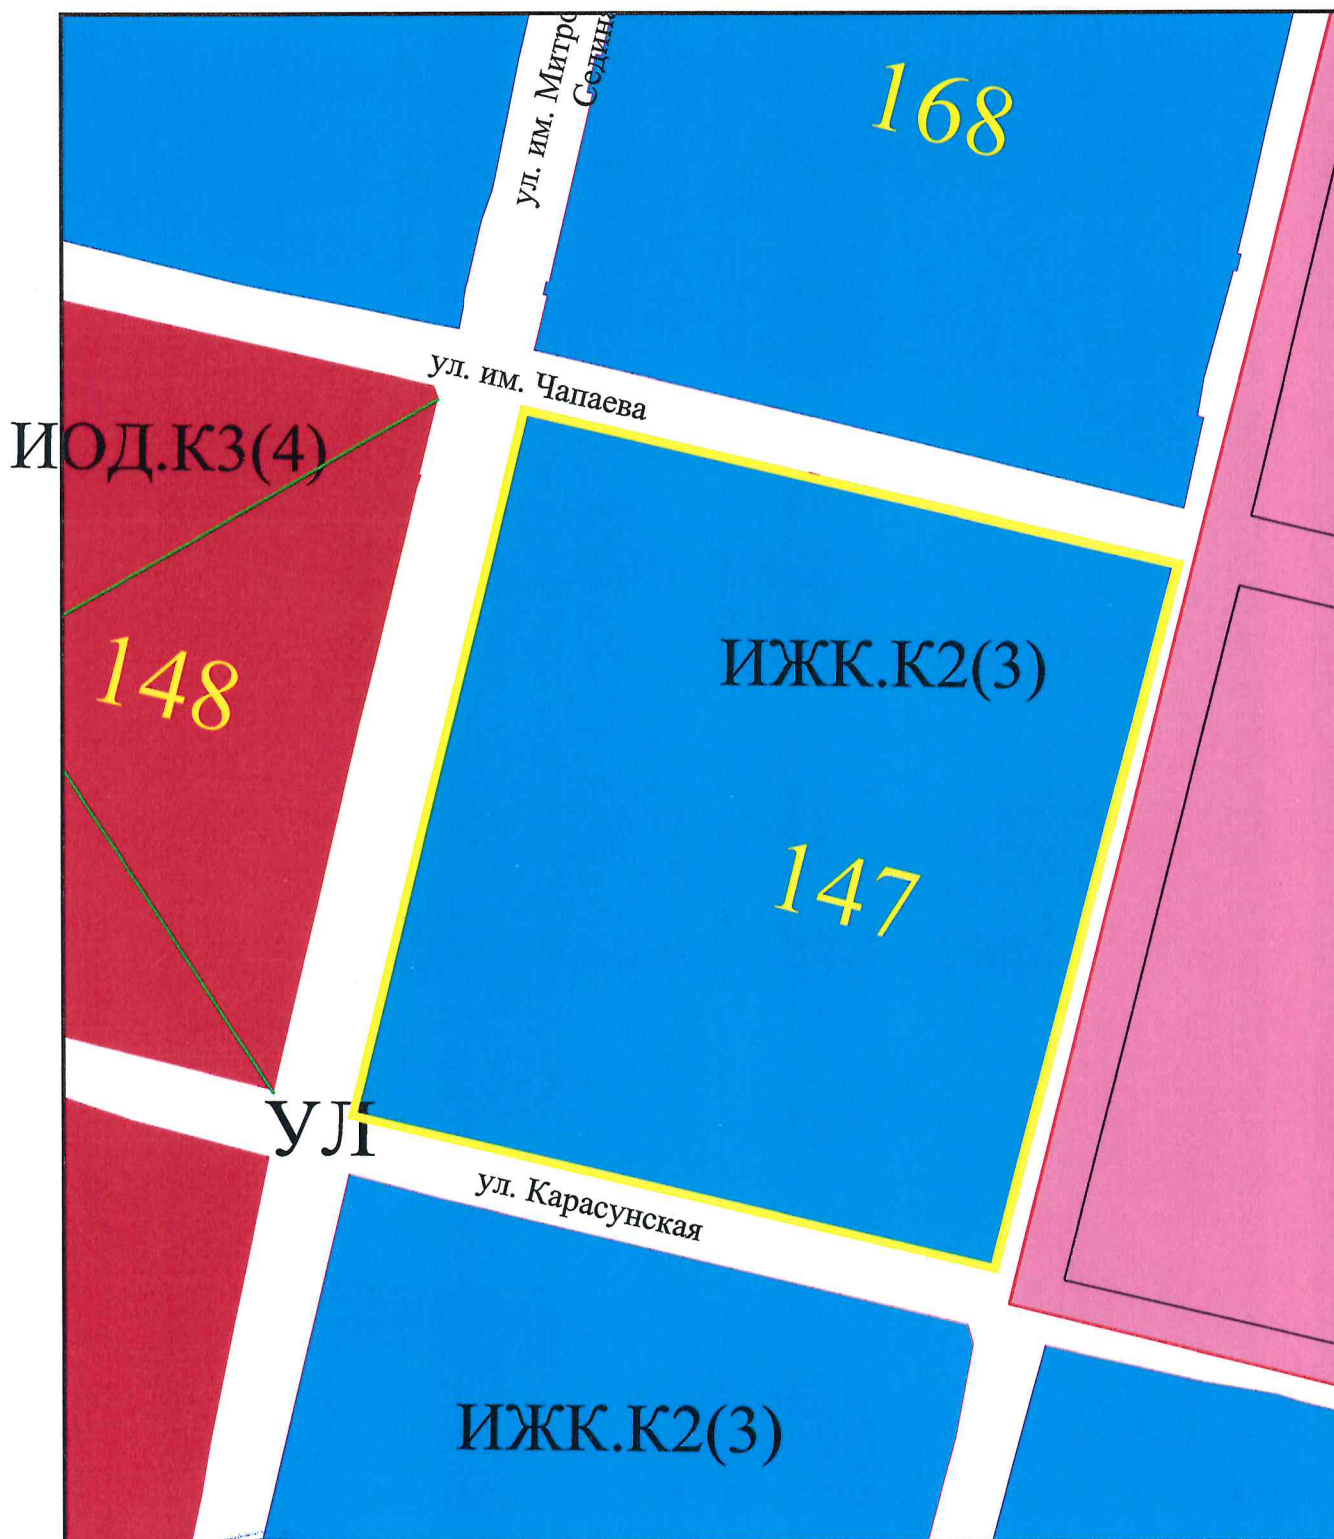 168
ул. им. Митро
Седина
ул. им. Чапаева
ИОД.К3(4)
148
ИЖК.К2(3)
147
УЛ
ул. Карасунская
ИЖК.К2(3)